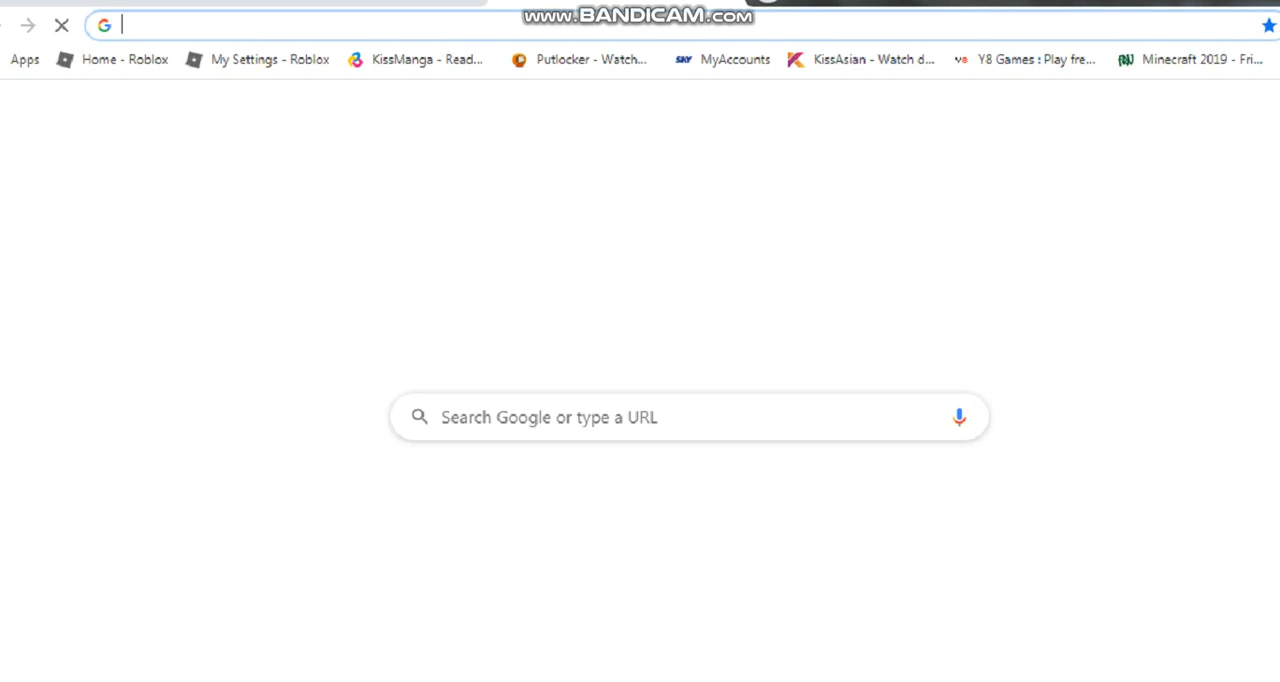 www.BANDICAM.com
Apps Home - Roblox My Settings - Roblox KissManga - Read... Putlocker - Watch... SKY MyAccounts KissAsian - Watch d... Y8 Games : Play fre... Minecraft 2019 - Fri...
Search Google or type a URL